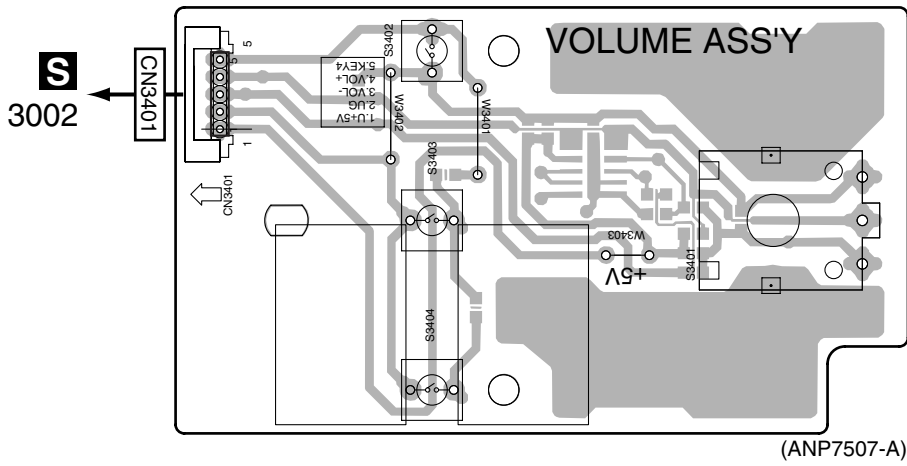 VOLUME ASS'Y
S
3002
CN3401
5
5
1
CN3401
5.KEY4
4.VOL+
3.VOL-
2.UG
1.U+5V
S3402
W3402
W3401
S3403
S3404
W3403
+5V
S3401
(ANP7507-A)